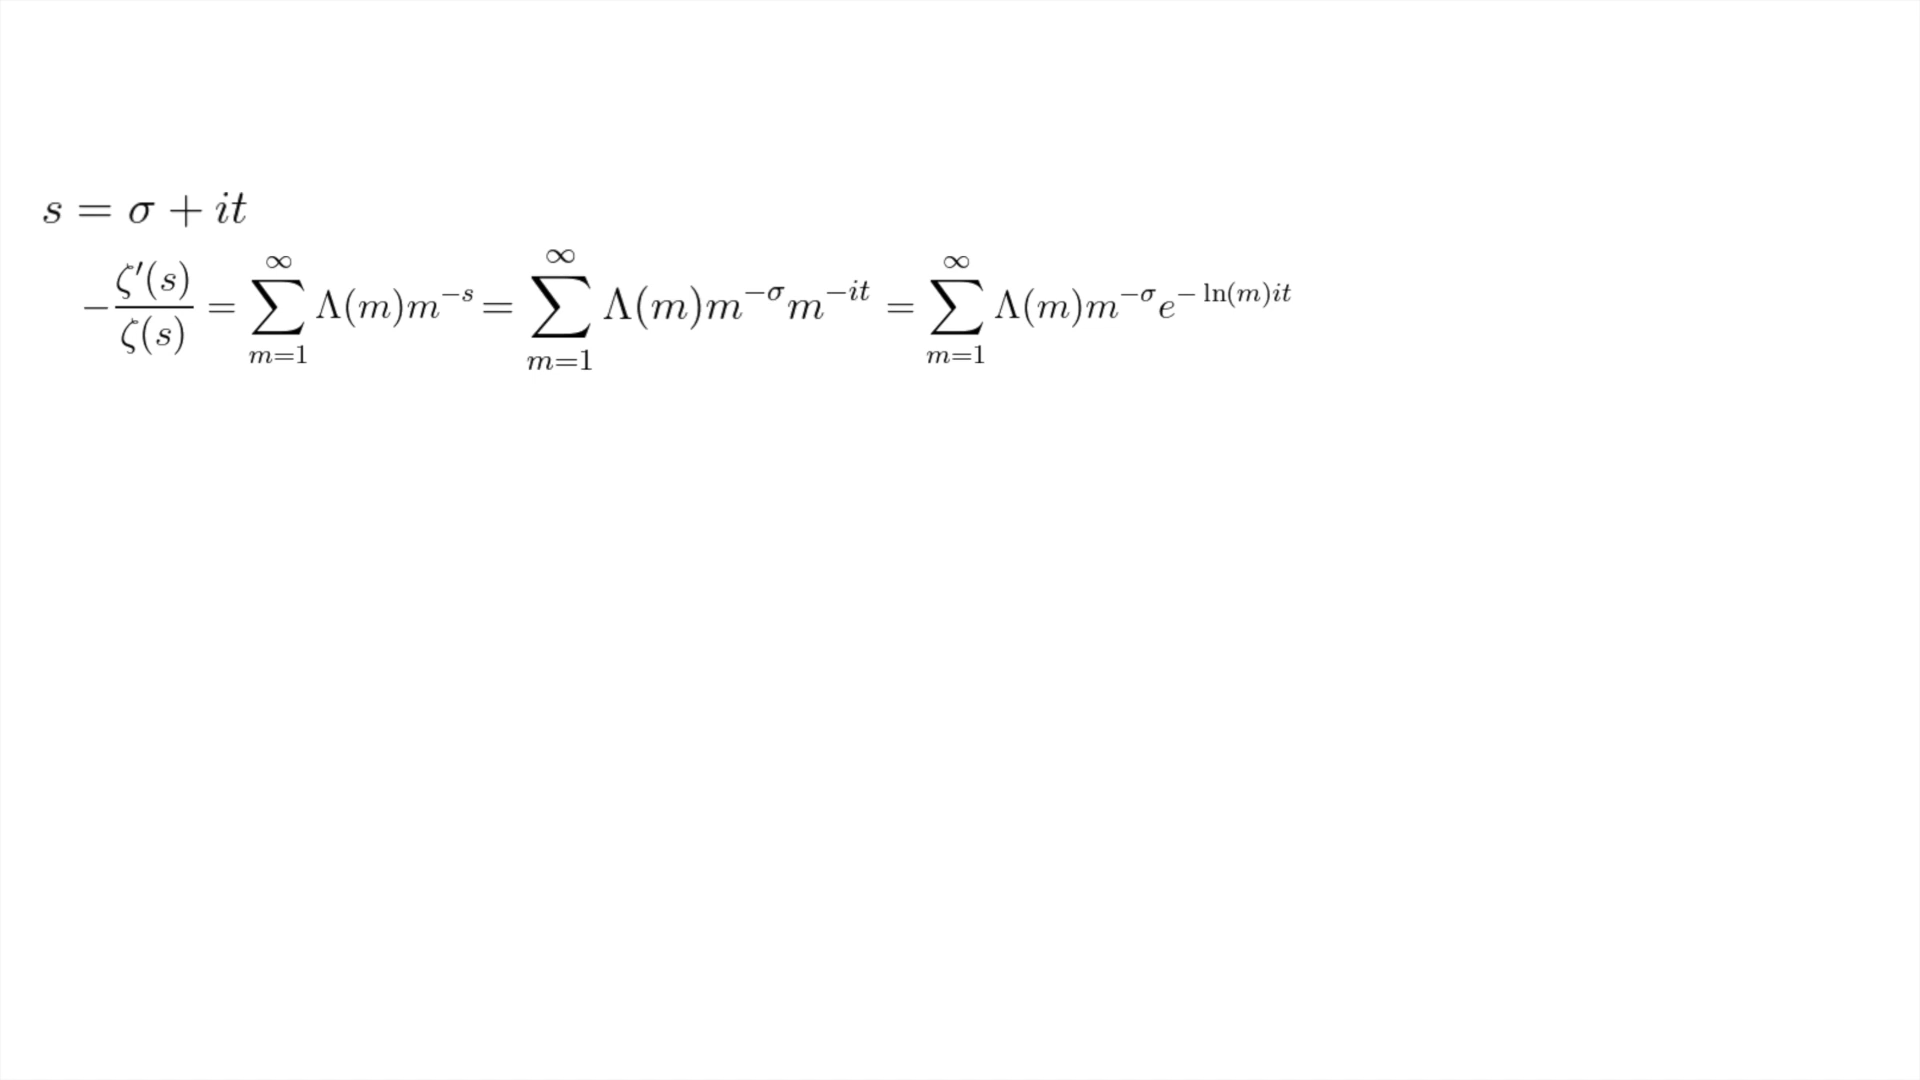 s = σ + it
−ζ′(s)/ζ(s) = ∑_{m=1}^{∞} Λ(m)m^{−s} = ∑_{m=1}^{∞} Λ(m)m^{−σ}m^{−it} = ∑_{m=1}^{∞} Λ(m)m^{−σ}e^{−ln(m)it}